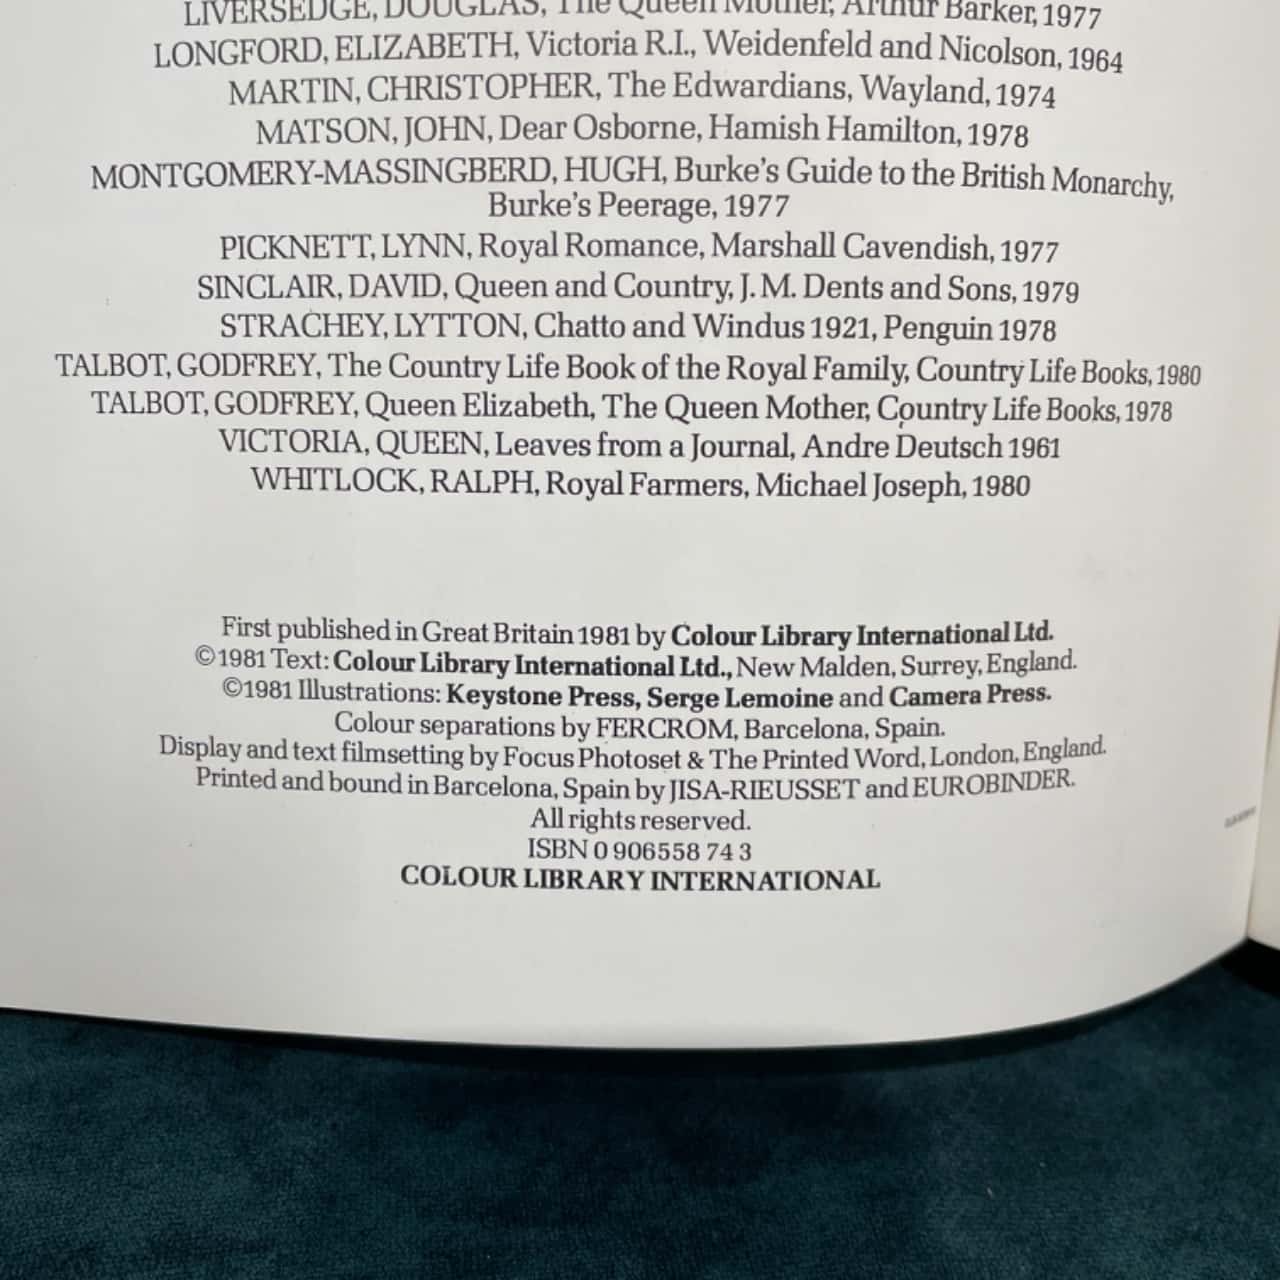 LIVERSEDGE, DOUGLAS, The Queen Mother, Arthur Barker, 1977
LONGFORD, ELIZABETH, Victoria R.I., Weidenfeld and Nicolson, 1964
MARTIN, CHRISTOPHER, The Edwardians, Wayland, 1974
MATSON, JOHN, Dear Osborne, Hamish Hamilton, 1978
MONTGOMERY-MASSINGBERD, HUGH, Burke's Guide to the British Monarchy,
Burke's Peerage, 1977
PICKNETT, LYNN, Royal Romance, Marshall Cavendish, 1977
SINCLAIR, DAVID, Queen and Country, J.M. Dents and Sons, 1979
STRACHEY, LYTTON, Chatto and Windus 1921, Penguin 1978
TALBOT, GODFREY, The Country Life Book of the Royal Family, Country Life Books, 1980
TALBOT, GODFREY, Queen Elizabeth, The Queen Mother, Country Life Books, 1978
VICTORIA, QUEEN, Leaves from a Journal, Andre Deutsch 1961
WHITLOCK, RALPH, Royal Farmers, Michael Joseph, 1980
First published in Great Britain 1981 by Colour Library International Ltd.
©1981 Text: Colour Library International Ltd., New Malden, Surrey, England.
©1981 Illustrations: Keystone Press, Serge Lemoine and Camera Press.
Colour separations by FERCROM, Barcelona, Spain.
Display and text filmsetting by Focus Photoset & The Printed Word, London, England.
Printed and bound in Barcelona, Spain by JISA-RIEUSSET and EUROBINDER.
All rights reserved.
ISBN 0 906558 74 3
COLOUR LIBRARY INTERNATIONAL